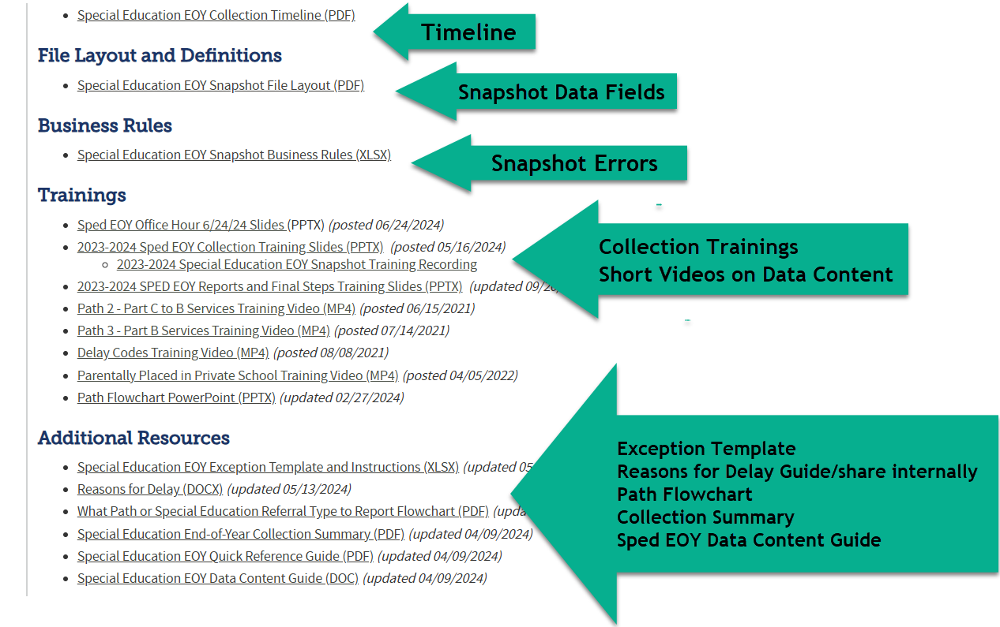 Special Education EOY Collection Timeline (PDF)
Timeline
File Layout and Definitions
Special Education EOY Snapshot File Layout (PDF)
Snapshot Data Fields
Business Rules
Special Education EOY Snapshot Business Rules (XLSX)
Snapshot Errors
Trainings
Sped EOY Office Hour 6/24/24 Slides (PPTX) (posted 06/24/2024)
2023-2024 Sped EOY Collection Training Slides (PPTX) (posted 05/16/2024)
2023-2024 Special Education EOY Snapshot Training Recording
2023-2024 SPED EOY Reports and Final Steps Training Slides (PPTX) (updated 09/20/
Path 2 - Part C to B Services Training Video (MP4) (posted 06/15/2021)
Path 3 - Part B Services Training Video (MP4) (posted 07/14/2021)
Delay Codes Training Video (MP4) (posted 08/08/2021)
Parentally Placed in Private School Training Video (MP4) (posted 04/05/2022)
Path Flowchart PowerPoint (PPTX) (updated 02/27/2024)
Collection Trainings
Short Videos on Data Content
Additional Resources
Special Education EOY Exception Template and Instructions (XLSX) (updated 05
Reasons for Delay (DOCX) (updated 05/13/2024)
What Path or Special Education Referral Type to Report Flowchart (PDF) (upda
Special Education End-of-Year Collection Summary (PDF) (updated 04/09/2024)
Special Education EOY Quick Reference Guide (PDF) (updated 04/09/2024)
Special Education EOY Data Content Guide (DOC) (updated 04/09/2024)
Exception Template
Reasons for Delay Guide/share internally
Path Flowchart
Collection Summary
Sped EOY Data Content Guide